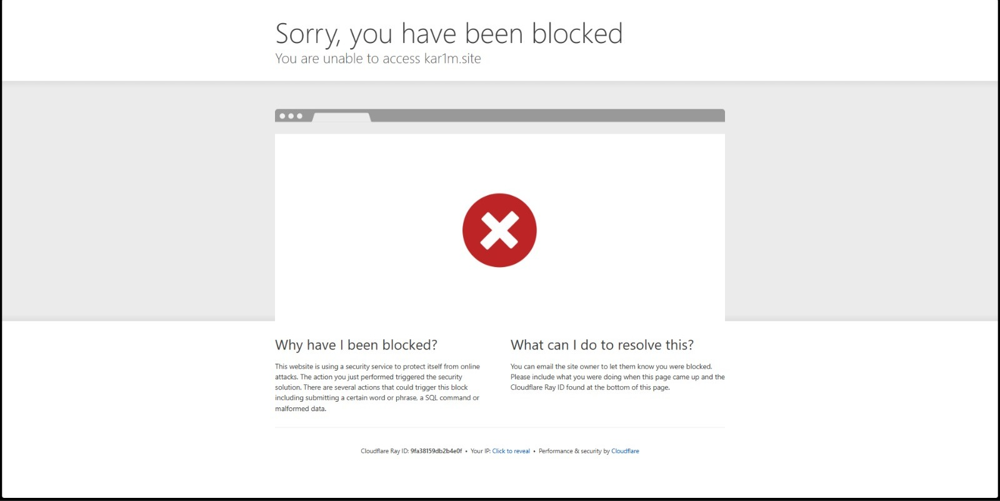 Sorry, you have been blocked
You are unable to access kar1m.site
Why have I been blocked?
This website is using a security service to protect itself from online
attacks. The action you just performed triggered the security
solution. There are several actions that could trigger this block
including submitting a certain word or phrase, a SQL command or
malformed data.
What can I do to resolve this?
You can email the site owner to let them know you were blocked.
Please include what you were doing when this page came up and the
Cloudflare Ray ID found at the bottom of this page.
Cloudflare Ray ID: 9fa38159db2b4e0f • Your IP: Click to reveal • Performance & security by Cloudflare